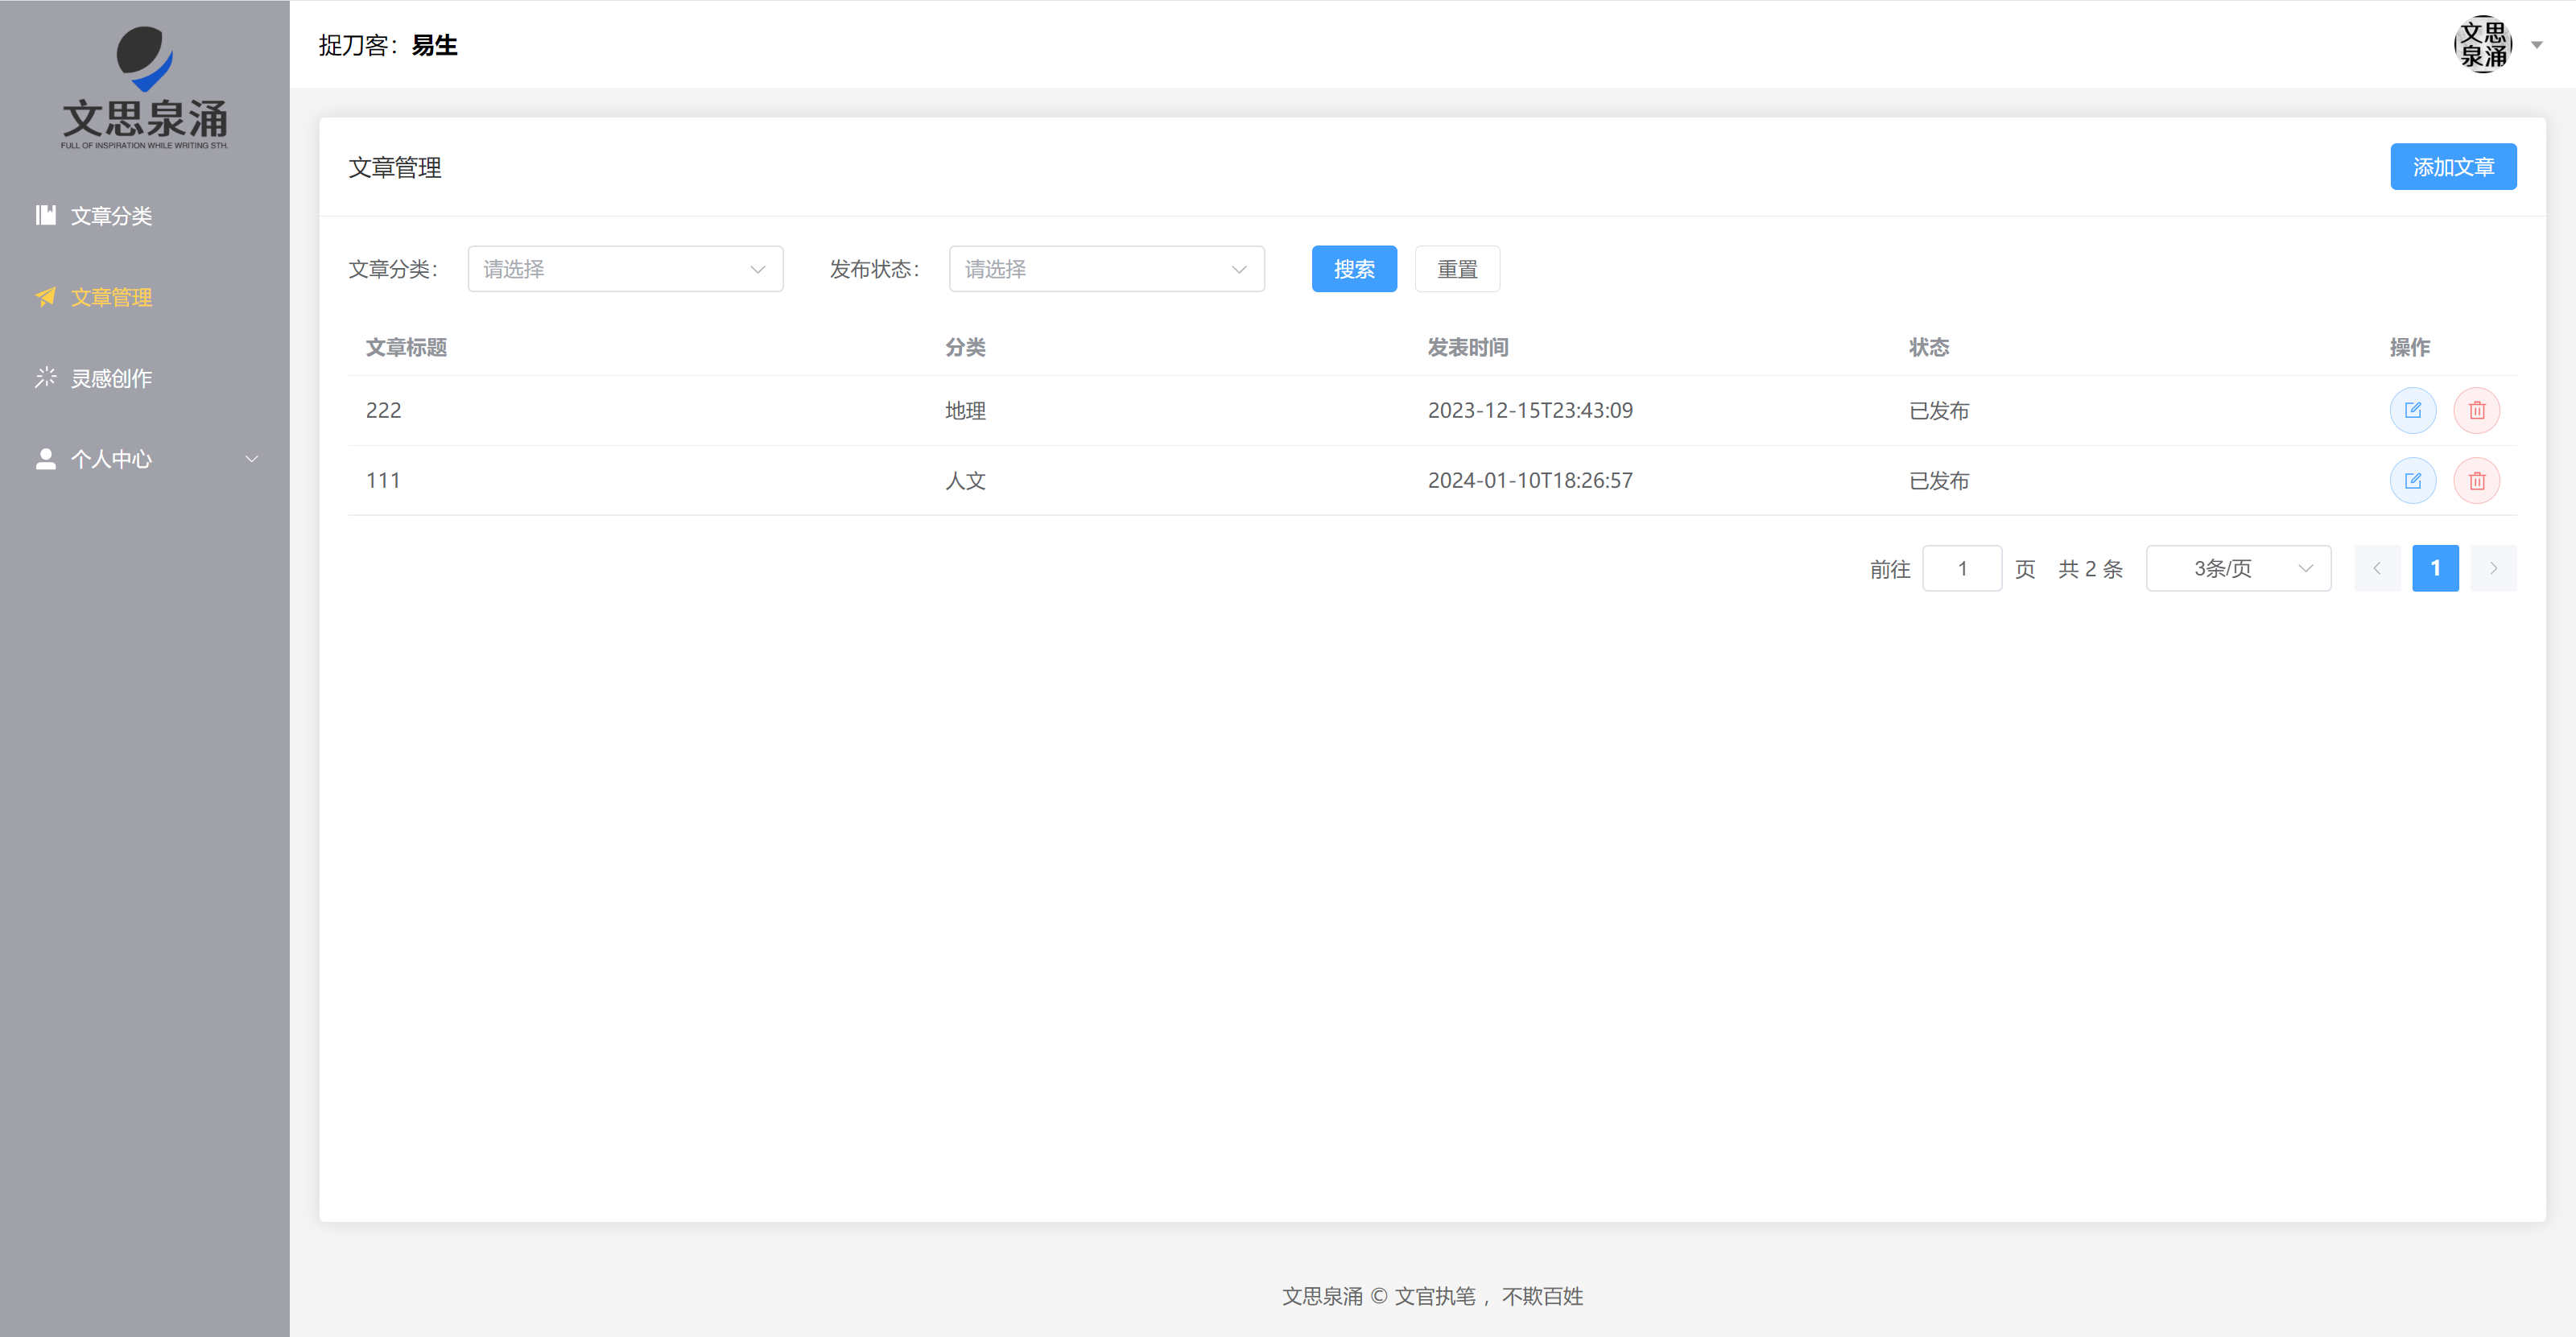 文思泉涌
FULL OF INSPIRATION WHILE WRITING STH.
文章分类
文章管理
灵感创作
个人中心
捉刀客：易生
文思
泉涌
文章管理
添加文章
文章分类： 请选择 发布状态： 请选择 搜索 重置
文章标题 分类 发表时间 状态 操作
222 地理 2023-12-15T23:43:09 已发布
111 人文 2024-01-10T18:26:57 已发布
前往 1 页 共 2 条 3条/页 1
文思泉涌 © 文官执笔 ，不欺百姓